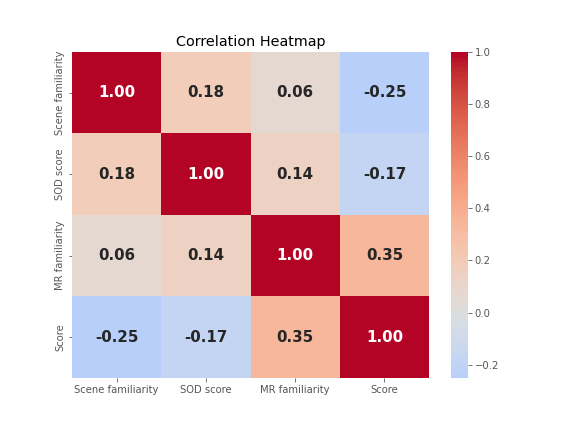 Correlation Heatmap
Scene familiarity
1.00
0.18
0.06
-0.25
SOD score
0.18
1.00
0.14
-0.17
MR familiarity
0.06
0.14
1.00
0.35
Score
-0.25
-0.17
0.35
1.00
Scene familiarity
SOD score
MR familiarity
Score
1.0
0.8
0.6
0.4
0.2
0.0
−0.2